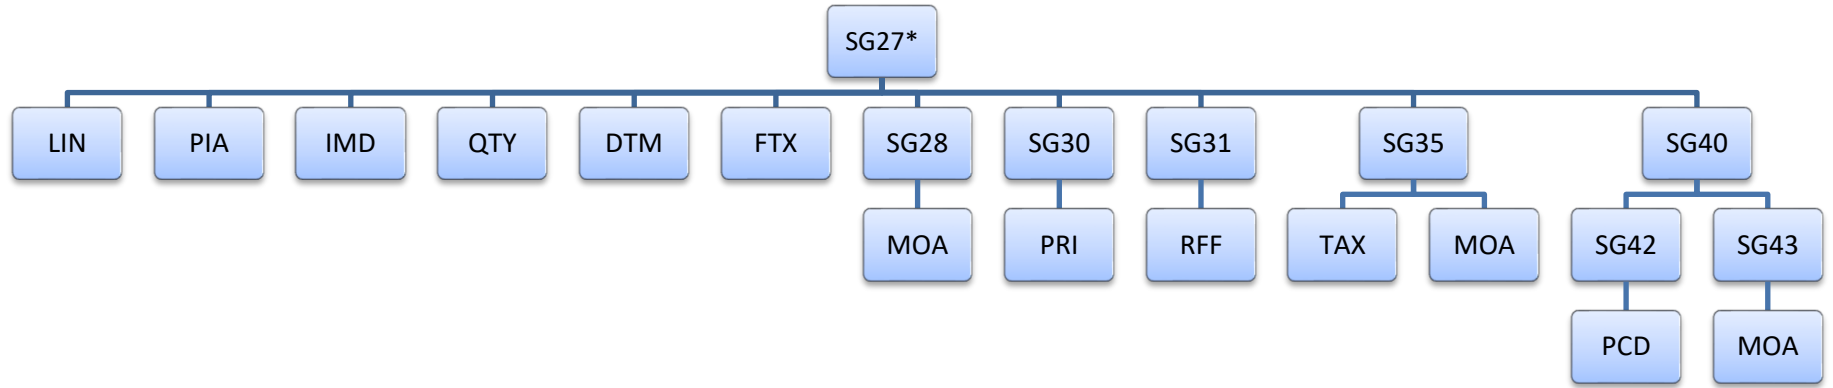 SG27*
LIN
PIA
IMD
QTY
DTM
FTX
SG28
SG30
SG31
SG35
SG40
MOA
PRI
RFF
TAX
MOA
SG42
SG43
PCD
MOA